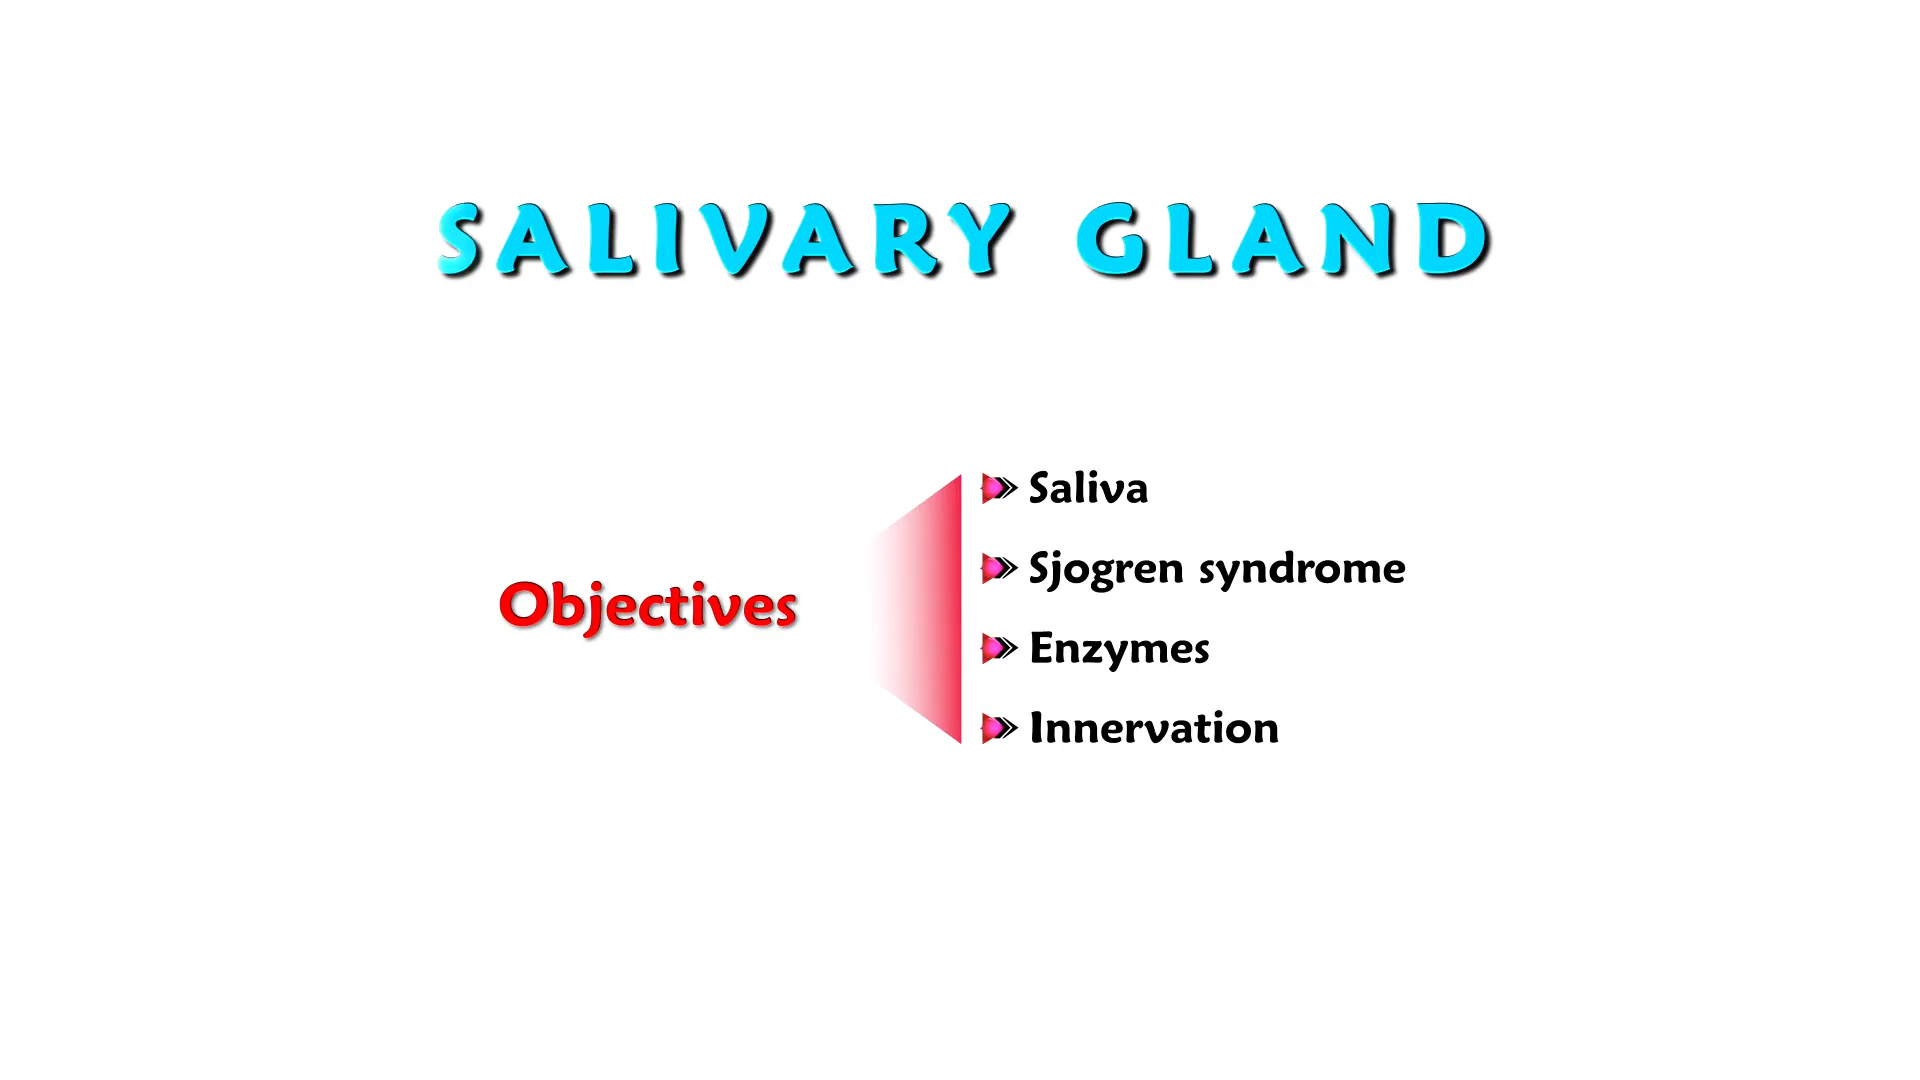 SALIVARY GLAND
Objectives
Saliva
Sjogren syndrome
Enzymes
Innervation